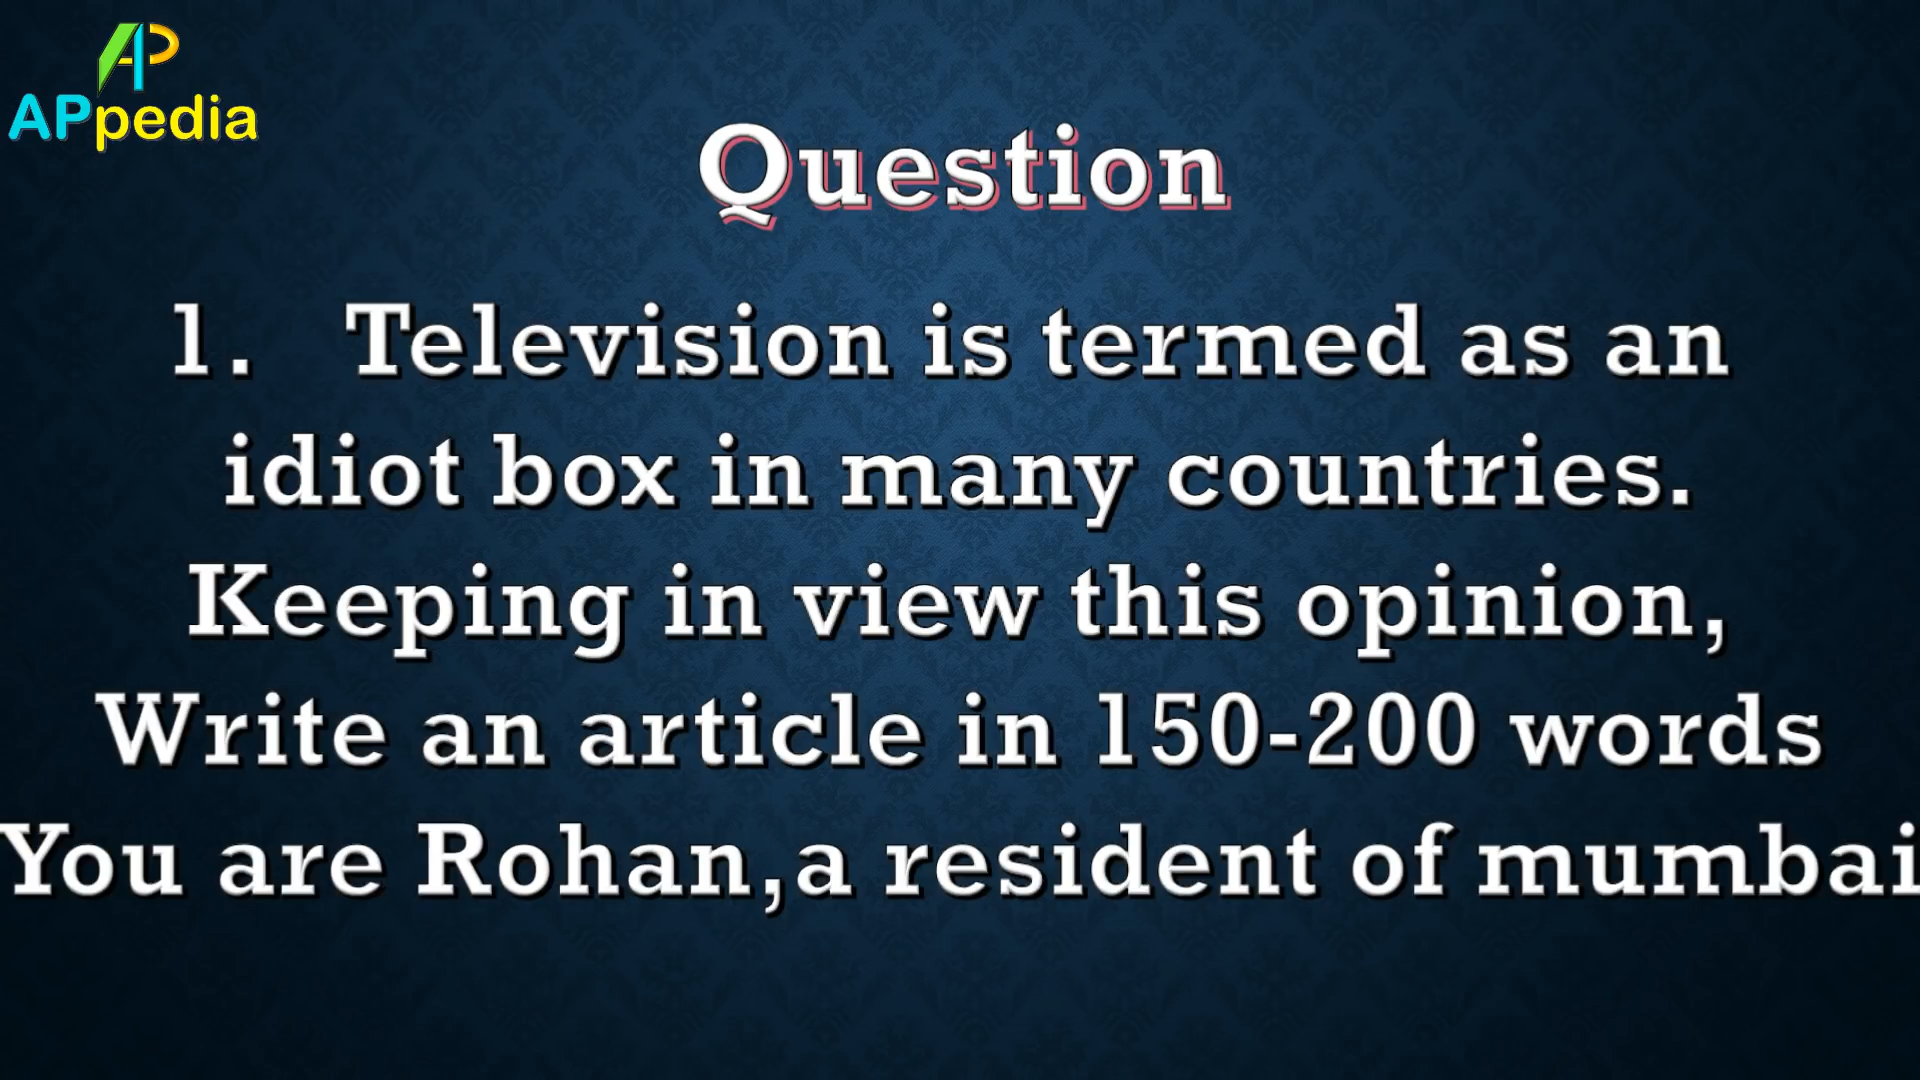 AP
APpedia
Question
1. Television is termed as an
idiot box in many countries.
Keeping in view this opinion,
Write an article in 150-200 words
You are Rohan,a resident of mumbai